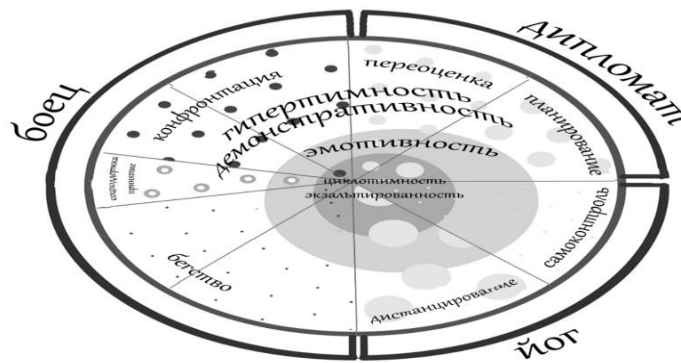 дипломат
боец
переоценка
конфронтация
планирование
гипертимность
демонстративность
эмотивность
циклотимность
экзальтированность
самоконтроль
бегство
дистанцирование
йог